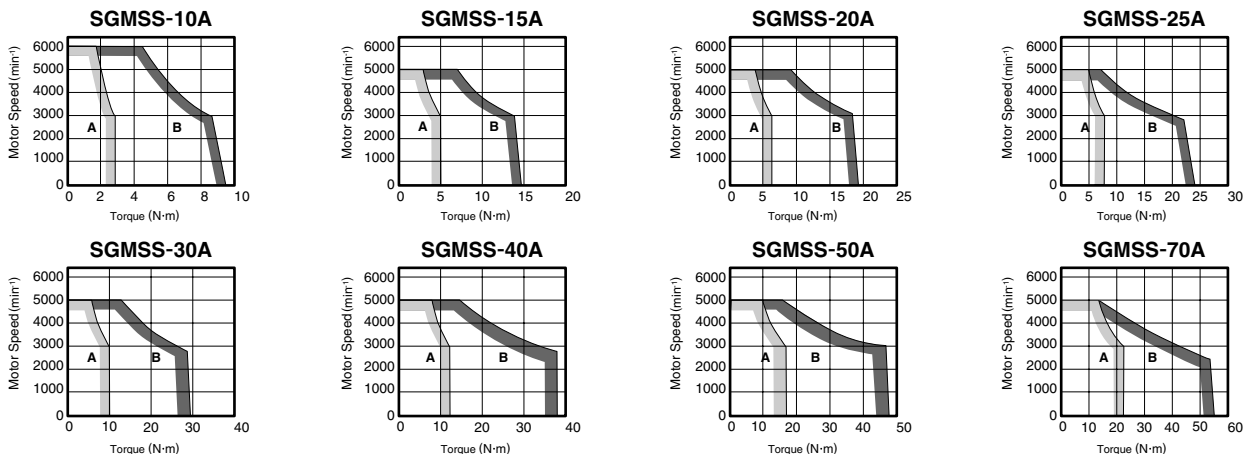 SGMSS-10A
Motor Speed (min-1)
6000
5000
4000
3000
2000
1000
0
A
B
0 2 4 6 8 10
Torque (N·m)
SGMSS-15A
Motor Speed (min-1)
6000
5000
4000
3000
2000
1000
0
A
B
0 5 10 15 20
Torque (N·m)
SGMSS-20A
Motor Speed (min-1)
6000
5000
4000
3000
2000
1000
0
A
B
0 5 10 15 20 25
Torque (N·m)
SGMSS-25A
Motor Speed (min-1)
6000
5000
4000
3000
2000
1000
0
A
B
0 5 10 15 20 25 30
Torque (N·m)
SGMSS-30A
Motor Speed (min-1)
6000
5000
4000
3000
2000
1000
0
A
B
0 10 20 30 40
Torque (N·m)
SGMSS-40A
Motor Speed (min-1)
6000
5000
4000
3000
2000
1000
0
A
B
0 10 20 30 40
Torque (N·m)
SGMSS-50A
Motor Speed (min-1)
6000
5000
4000
3000
2000
1000
0
A
B
0 10 20 30 40 50
Torque (N·m)
SGMSS-70A
Motor Speed (min-1)
6000
5000
4000
3000
2000
1000
0
A
B
0 10 20 30 40 50 60
Torque (N·m)